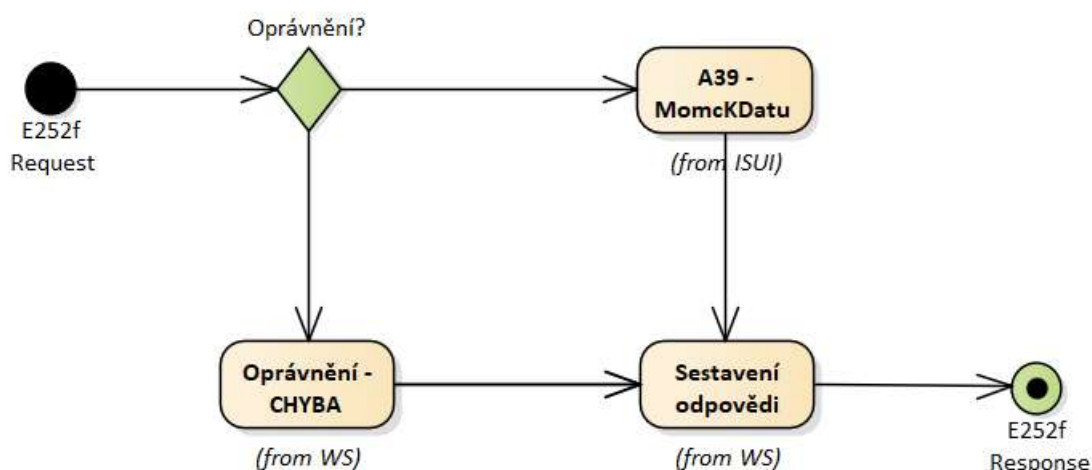 Oprávnění?
E252f
Request
A39 -
MomcKDatu
(from ISUI)
Oprávnění -
CHYBA
(from WS)
Sestavení
odpovědi
(from WS)
E252f
Response